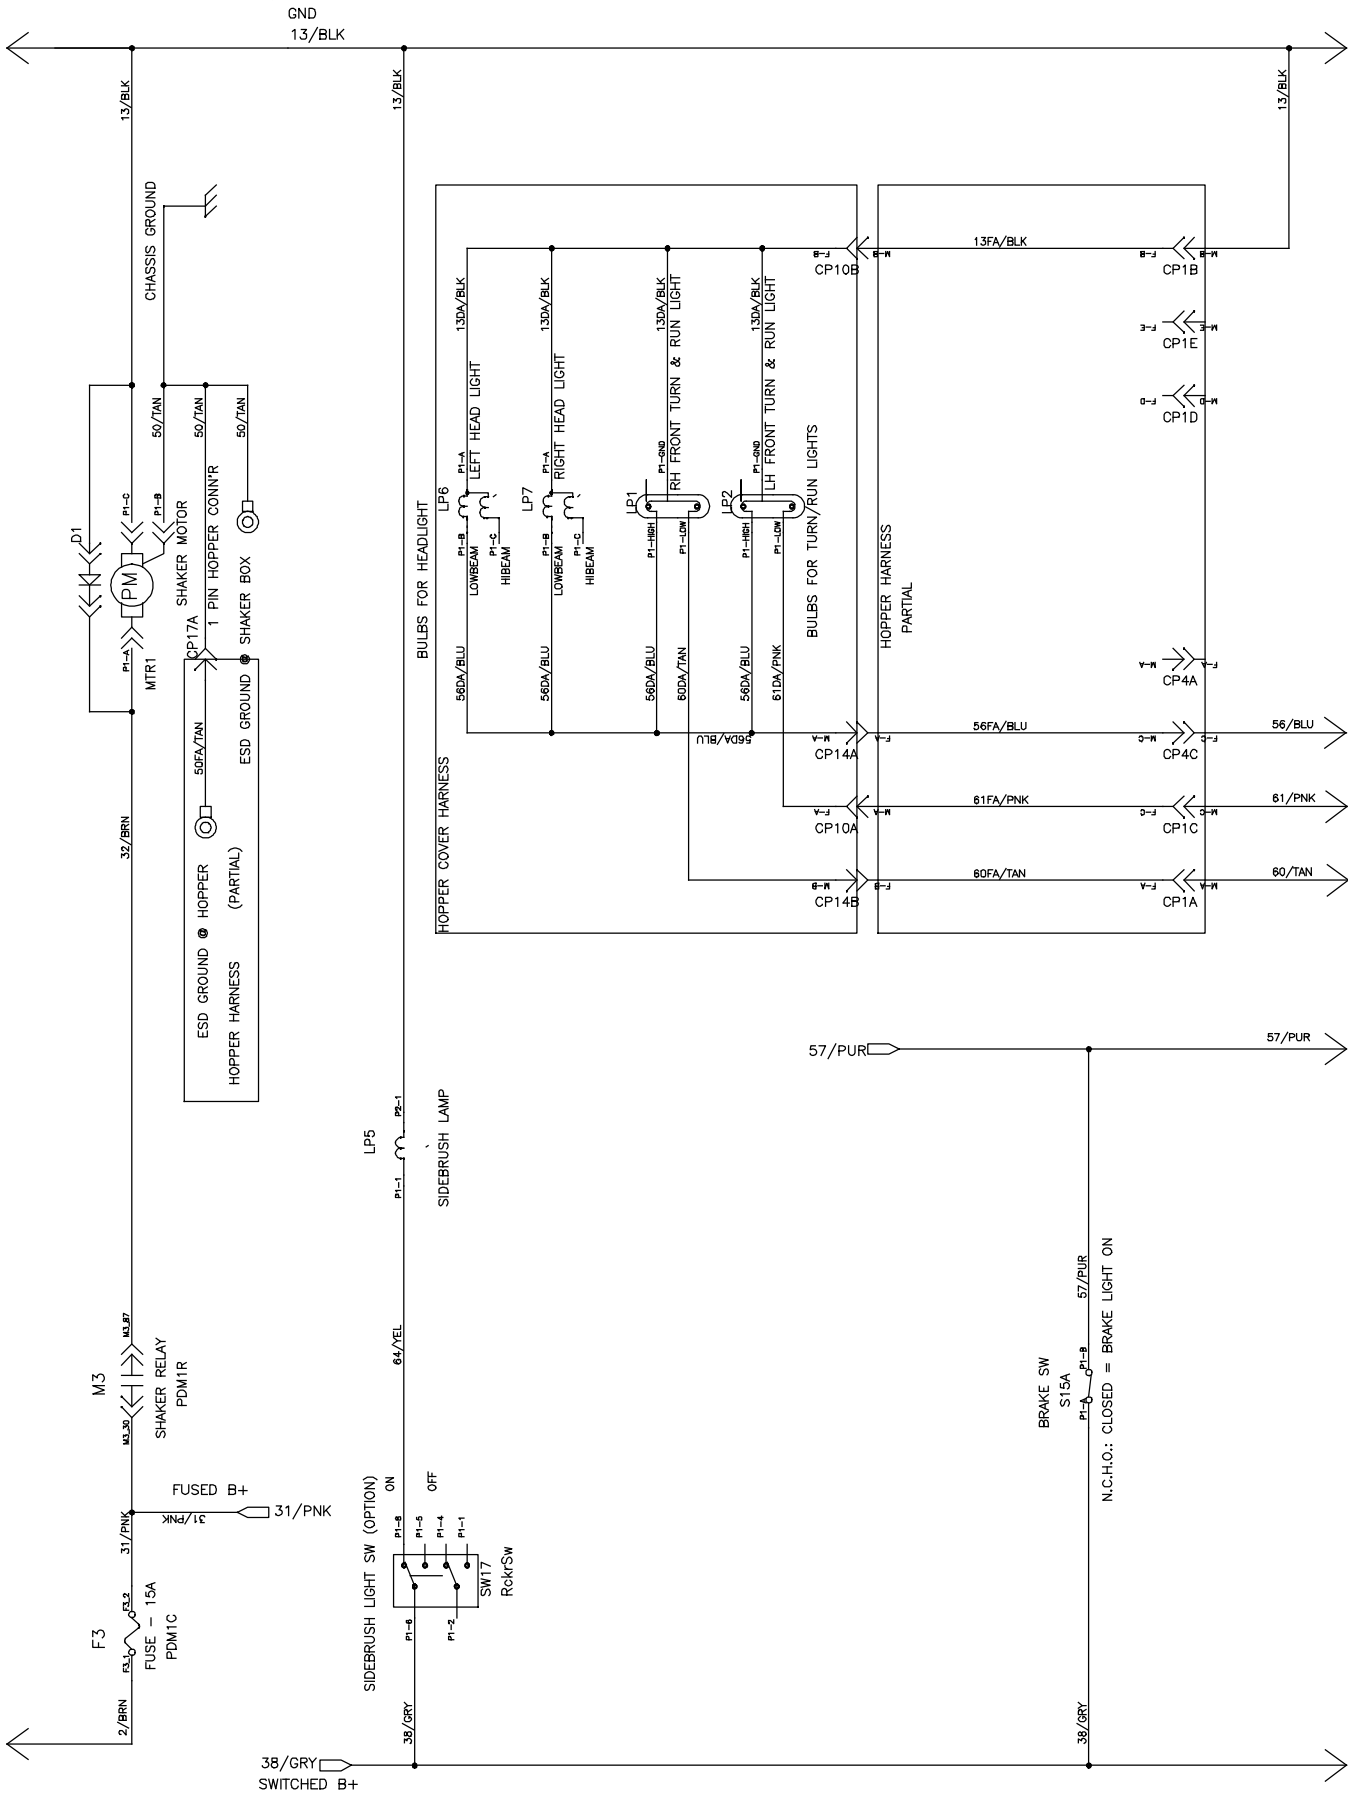 GND
13/BLK
13/BLK
13/BLK
13/BLK
CHASSIS GROUND
D1
P1-C
P1-B
50/TAN
50/TAN
50/TAN
PM
P1-A
MTR1
SHAKER MOTOR
CP17A
1 PIN HOPPER CONN'R
ESD GROUND @ SHAKER BOX
50FA/TAN
ESD GROUND @ HOPPER
HOPPER HARNESS
(PARTIAL)
32/BRN
M3_87
M3
SHAKER RELAY
PDM1R
M3_30
FUSED B+
31/PNK
31/PNK
31/PNK
F3_2
F3
FUSE - 15A
PDM1C
F3_1
2/BRN
BULBS FOR HEADLIGHT
HOPPER COVER HARNESS
13DA/BLK
13DA/BLK
13DA/BLK
13DA/BLK
P1-A
LEFT HEAD LIGHT
LP6
P1-B
LOWBEAM
P1-C
HIBEAM
P1-A
RIGHT HEAD LIGHT
LP7
P1-B
LOWBEAM
P1-C
HIBEAM
P1-GND
RH FRONT TURN & RUN LIGHT
LP1
P1-HIGH
P1-LOW
P1-GND
LH FRONT TURN & RUN LIGHT
LP2
P1-HIGH
P1-LOW
BULBS FOR TURN/RUN LIGHTS
56DA/BLU
56DA/BLU
56DA/BLU
60DA/TAN
56DA/BLU
61DA/PNK
56DA/BLU
HOPPER HARNESS
PARTIAL
F-B
CP10B
M-B
13FA/BLK
F-B
CP1B
M-B
F-E
CP1E
M-E
F-D
CP1D
M-D
M-A
CP4A
F-A
M-A
CP14A
F-A
56FA/BLU
M-C
CP4C
F-C
56/BLU
F-A
CP10A
M-A
61FA/PNK
F-C
CP1C
M-C
61/PNK
M-B
CP14B
F-B
60FA/TAN
F-A
CP1A
M-A
60/TAN
57/PUR
57/PUR
P2-1
LP5
SIDEBRUSH LAMP
P1-1
64/YEL
57/PUR
P1-B
BRAKE SW
S15A
P1-A
N.C.H.O.: CLOSED = BRAKE LIGHT ON
SIDEBRUSH LIGHT SW (OPTION)
ON
OFF
P1-8
P1-5
P1-4
P1-1
SW17
RckrSw
P1-6
P1-2
38/GRY
38/GRY
38/GRY
SWITCHED B+